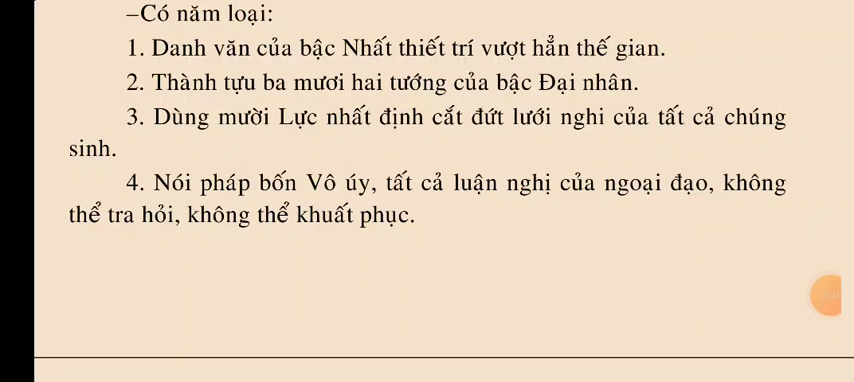 –Có năm loại:
1. Danh văn của bậc Nhất thiết trí vượt hẳn thế gian.
2. Thành tựu ba mươi hai tướng của bậc Đại nhân.
3. Dùng mười Lực nhất định cắt đứt lưới nghi của tất cả chúng
sinh.
4. Nói pháp bốn Vô úy, tất cả luận nghị của ngoại đạo, không
thể tra hỏi, không thể khuất phục.